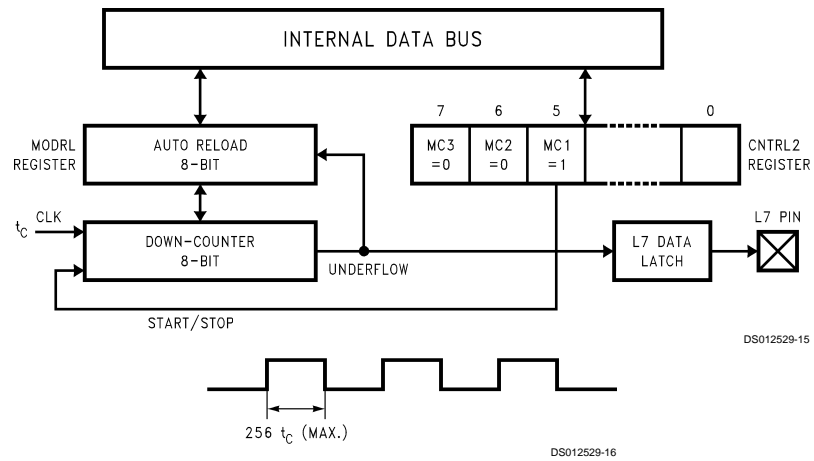 INTERNAL DATA BUS
7 6 5 0
MODRL
REGISTER
AUTO RELOAD
8-BIT
MC3
=0
MC2
=0
MC1
=1
CNTRL2
REGISTER
tC CLK
DOWN-COUNTER
8-BIT
UNDERFLOW
L7 DATA
LATCH
L7 PIN
START/STOP
DS012529-15
256 tC (MAX.)
DS012529-16